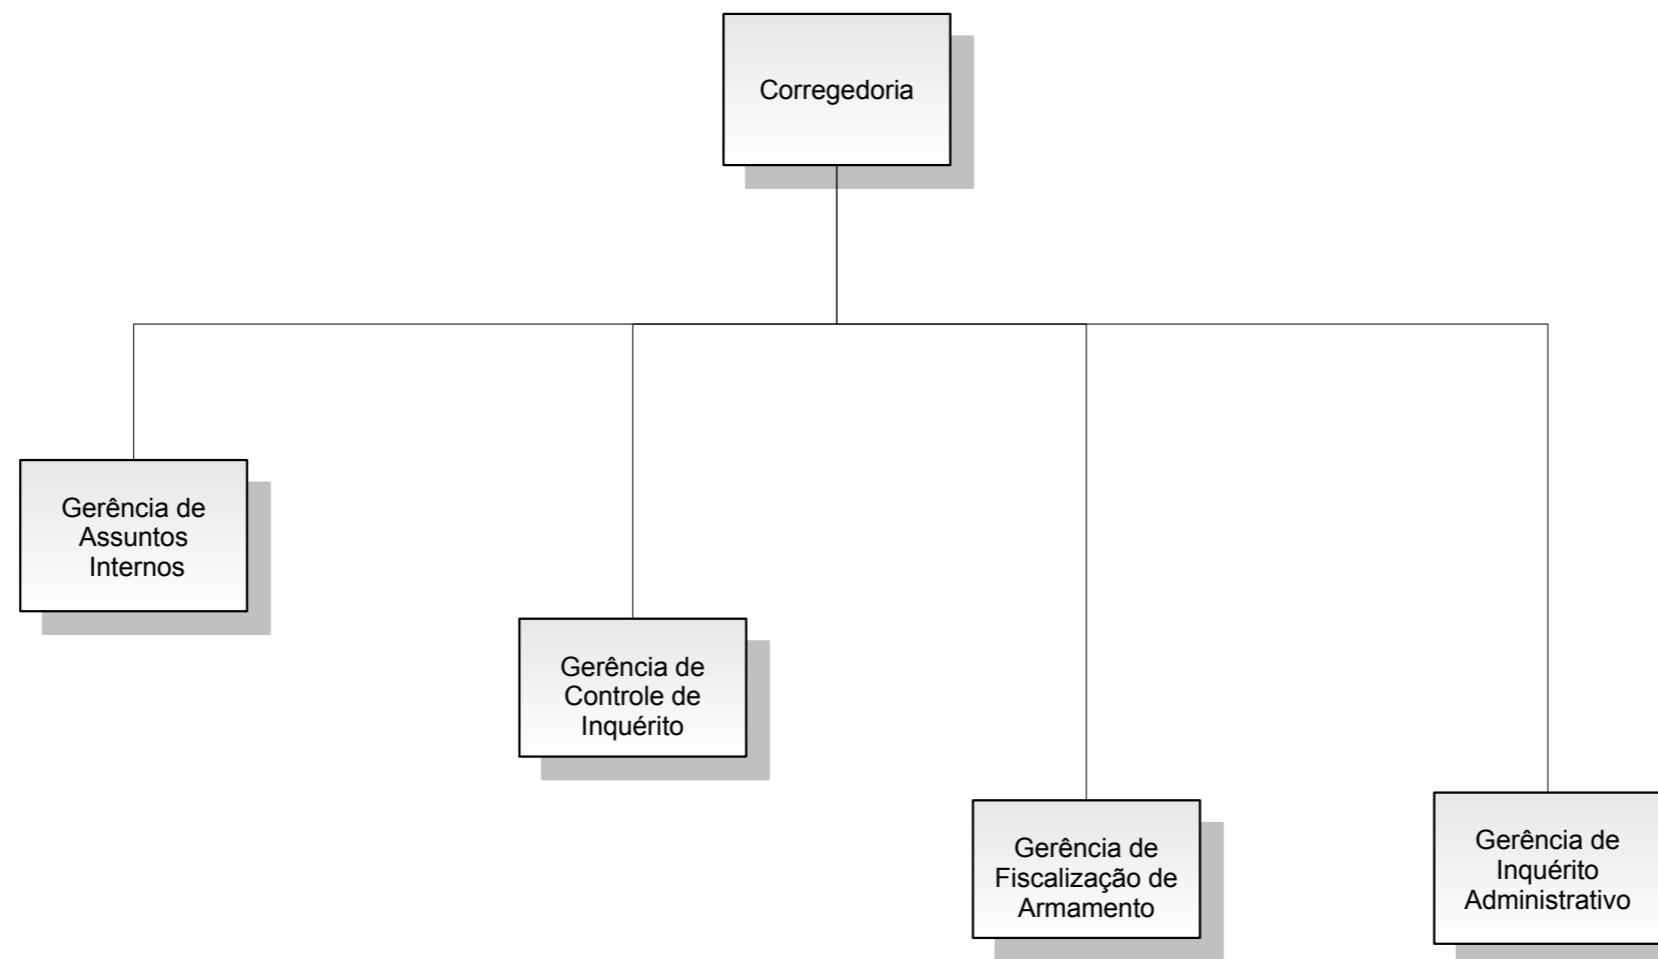 Corregedoria
Gerência de
Assuntos
Internos
Gerência de
Controle de
Inquérito
Gerência de
Fiscalização de
Armamento
Gerência de
Inquérito
Administrativo